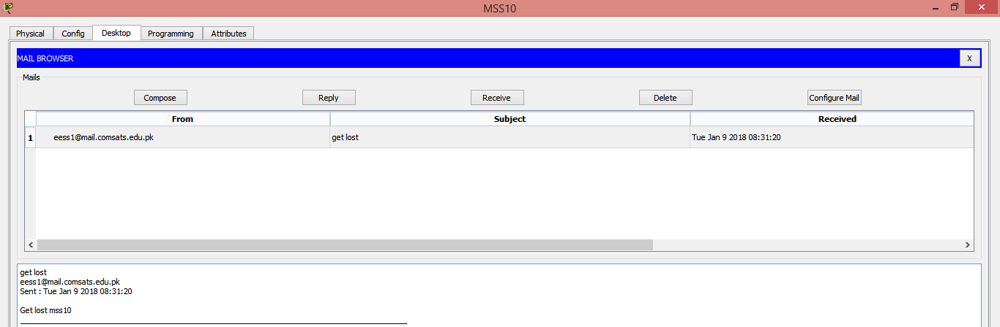 MSS10
Physical Config Desktop Programming Attributes
MAIL BROWSER X
Mails
Compose Reply Receive Delete Configure Mail
From Subject Received
1 eess1@mail.comsats.edu.pk get lost Tue Jan 9 2018 08:31:20
get lost
eess1@mail.comsats.edu.pk
Sent : Tue Jan 9 2018 08:31:20
Get lost mss10